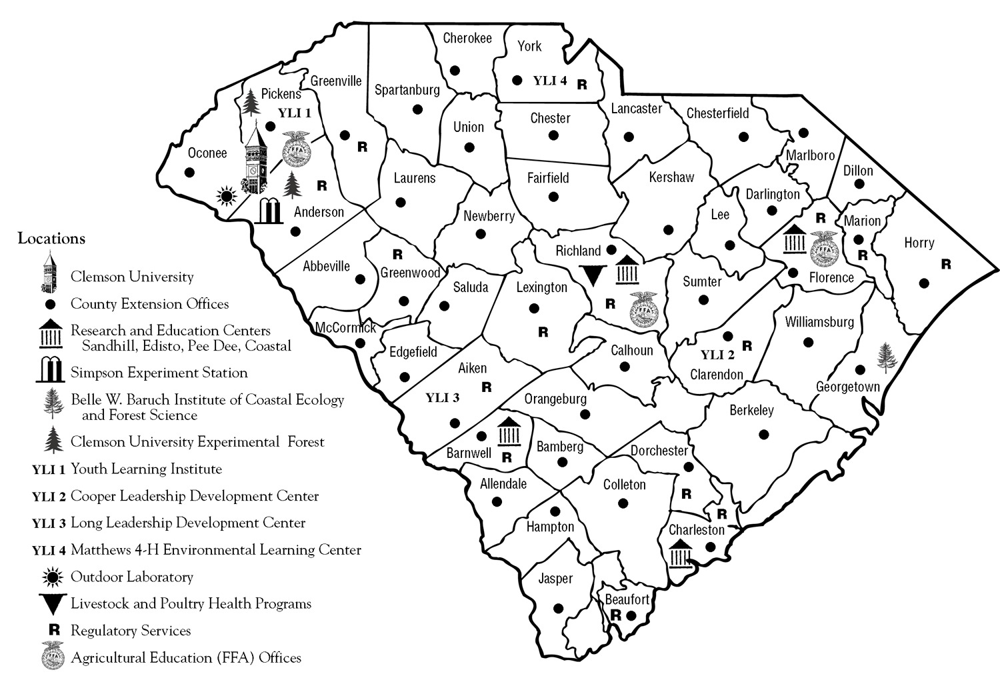 Cherokee
York
YLI 4 R
Greenville
Spartanburg
Pickens
YLI 1
Lancaster
Chesterfield
Chester
Union
FFA
R
Oconee
Marlboro
Dillon
Laurens
Fairfield
Kershaw
R
Darlington
Anderson
Newberry
Lee
R
Marion
Locations
Richland
Horry
R
R
R
Abbeville
Greenwood
FFA
Florence
Clemson University
Saluda
Lexington
Sumter
County Extension Offices
R
FFA
McCormick
R
Williamsburg
Research and Education Centers
Sandhill, Edisto, Pee Dee, Coastal
Edgefield
Calhoun
YLI 2 R
Clarendon
Simpson Experiment Station
Aiken
R
Georgetown
YLI 3
Orangeburg
Belle W. Baruch Institute of Coastal Ecology
and Forest Science
Berkeley
Clemson University Experimental Forest
Barnwell
R
Bamberg
Dorchester
YLI 1 Youth Learning Institute
Allendale
Colleton
R
YLI 2 Cooper Leadership Development Center
R
YLI 3 Long Leadership Development Center
Hampton
Charleston
YLI 4 Matthews 4-H Environmental Learning Center
Outdoor Laboratory
Jasper
Livestock and Poultry Health Programs
Beaufort
R
R Regulatory Services
FFA
Agricultural Education (FFA) Offices